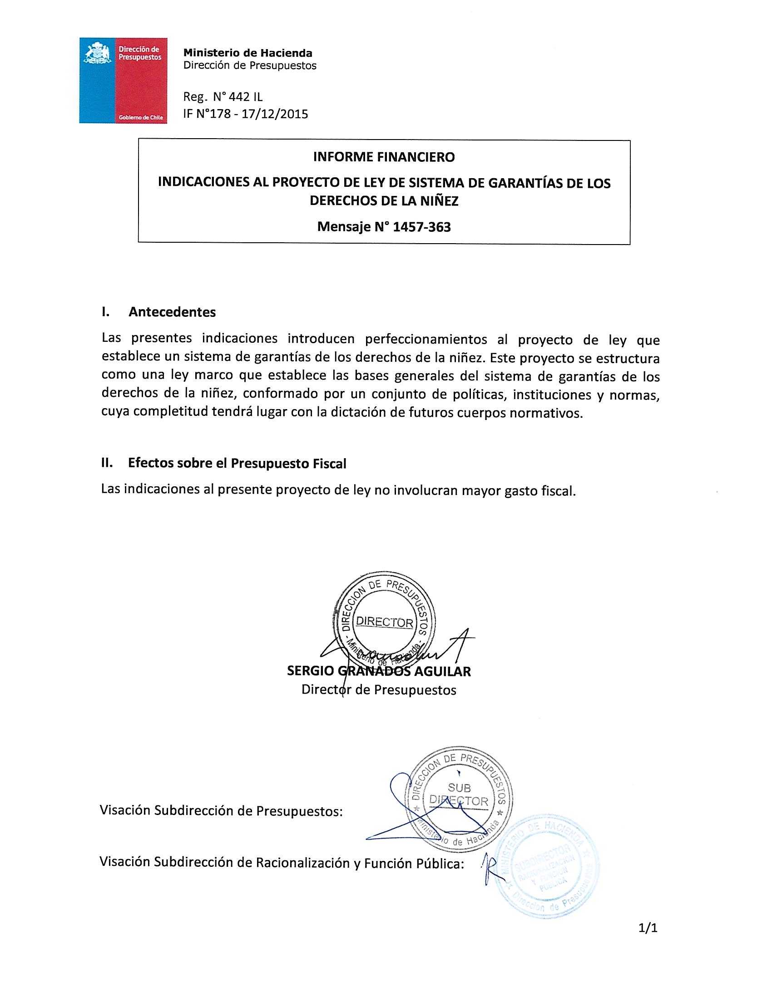 Dirección de
Presupuestos
Gobierno de Chile
Ministerio de Hacienda
Dirección de Presupuestos
Reg. N° 442 IL
IF N°178 - 17/12/2015
INFORME FINANCIERO
INDICACIONES AL PROYECTO DE LEY DE SISTEMA DE GARANTÍAS DE LOS
DERECHOS DE LA NIÑEZ
Mensaje N° 1457-363
I. Antecedentes
Las presentes indicaciones introducen perfeccionamientos al proyecto de ley que
establece un sistema de garantías de los derechos de la niñez. Este proyecto se estructura
como una ley marco que establece las bases generales del sistema de garantías de los
derechos de la niñez, conformado por un conjunto de políticas, instituciones y normas,
cuya completitud tendrá lugar con la dictación de futuros cuerpos normativos.
II. Efectos sobre el Presupuesto Fiscal
Las indicaciones al presente proyecto de ley no involucran mayor gasto fiscal.
- DIRECCION DE PRESUPUESTOS -
DIRECTOR
Ministerio de Hacienda
SERGIO GRANADOS AGUILAR
Director de Presupuestos
DIRECCION DE PRESUPUESTOS
SUB
DIRECTOR
Ministerio de Hacienda
Visación Subdirección de Presupuestos:
MINISTERIO DE HACIENDA
SUBDIRECTOR
RACIONALIZACION
Y FUNCION
PUBLICA
Direccion de Presupuestos
Visación Subdirección de Racionalización y Función Pública:
1/1